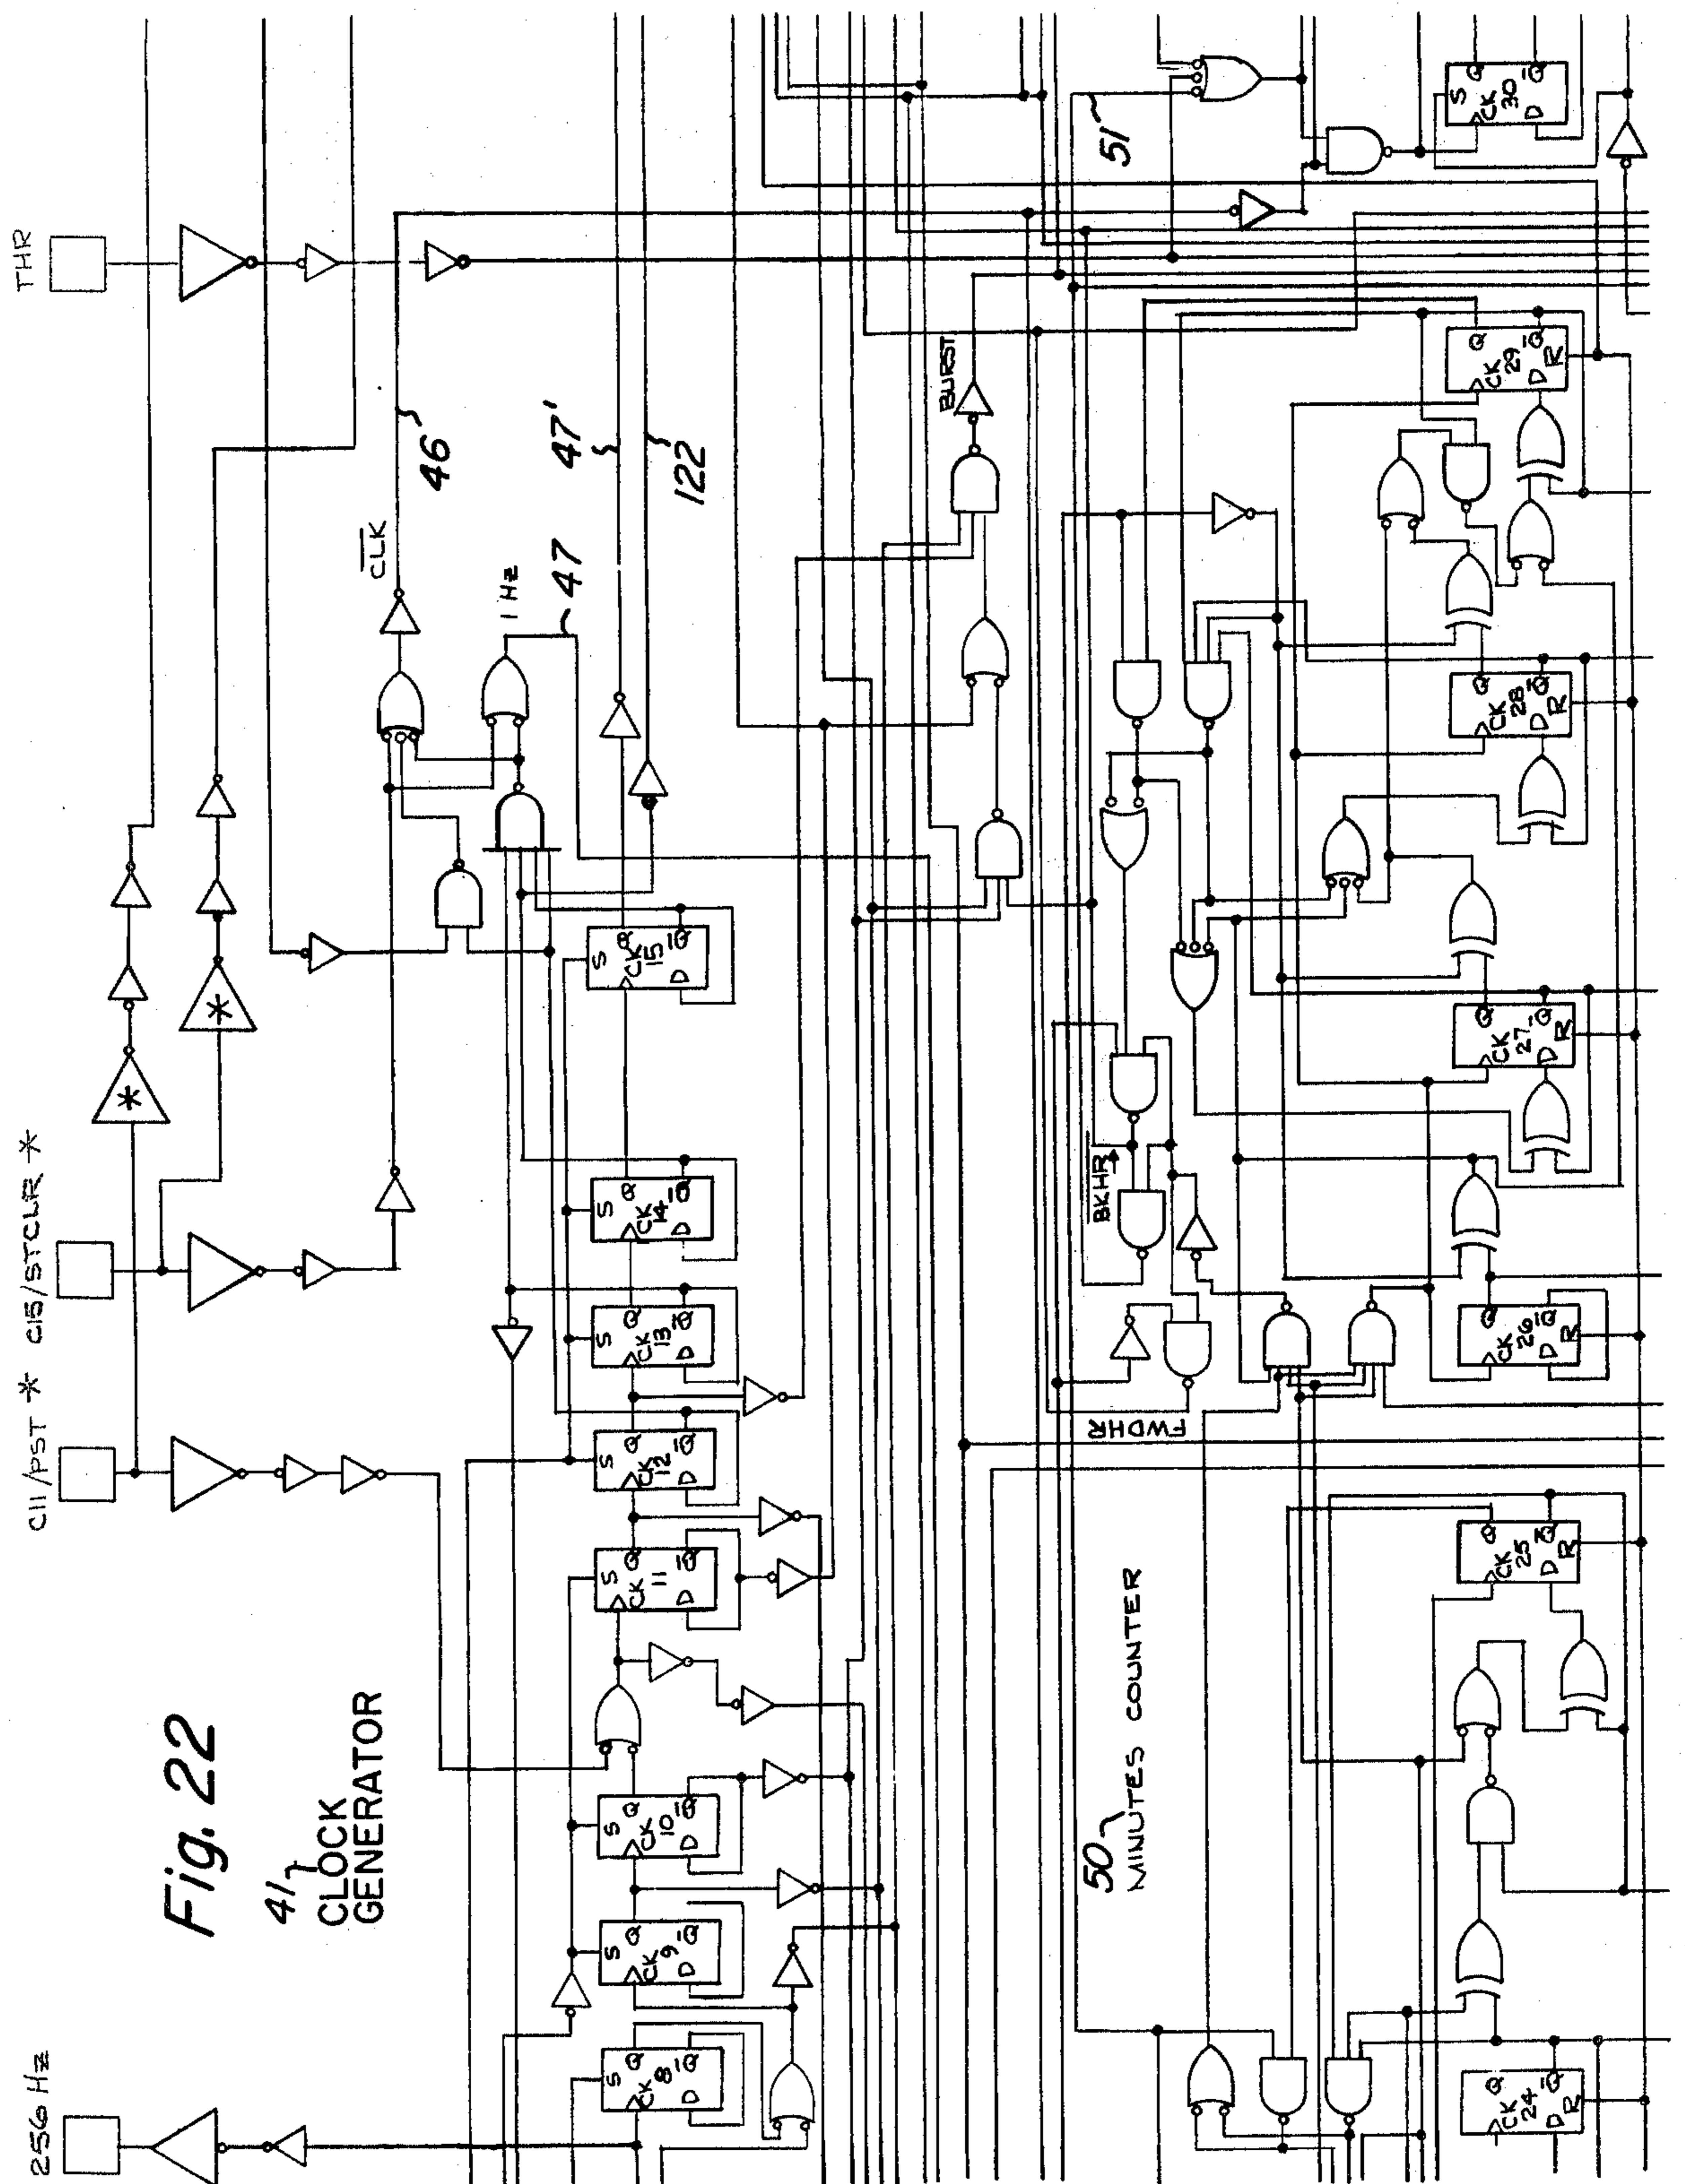 256 Hz
C11/PST *
C15/STCLR *
THR
*
*
Fig. 22
41
CLOCK
GENERATOR
CLK
46
1 Hz
47
47'
122
S
CK
8
D
Q
Q
S
CK
9
D
Q
Q
S
CK
10
D
Q
Q
S
CK
11
D
Q
Q
S
CK
12
D
Q
Q
S
CK
13
D
Q
Q
S
CK
14
D
Q
Q
S
CK
15
D
Q
Q
BURST
51
50
MINUTES COUNTER
FWDHR
BKHR
CK
24
D
Q
Q
R
CK
25
D
Q
Q
R
CK
26
D
Q
Q
R
CK
27
D
Q
Q
R
CK
28
D
Q
Q
R
CK
29
D
Q
Q
R
S
CK
30
D
Q
Q